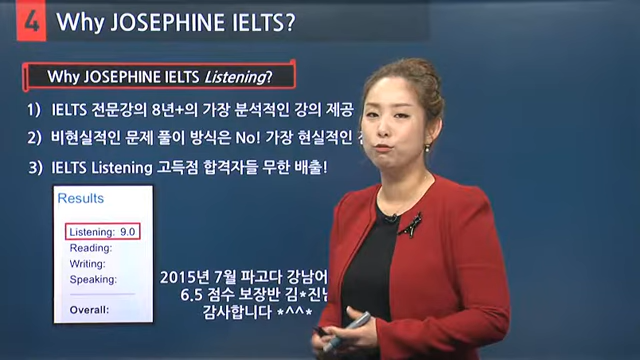 4 Why JOSEPHINE IELTS?
Why JOSEPHINE IELTS Listening?
1) IELTS 전문강의 8년+의 가장 분석적인 강의 제공
2) 비현실적인 문제 풀이 방식은 No! 가장 현실적인
3) IELTS Listening 고득점 합격자들 무한 배출!
Results
Listening: 9.0
Reading:
Writing:
Speaking:
Overall:
2015년 7월 파고다 강남어
6.5 점수 보장반 김*진님
감사합니다 *^^*